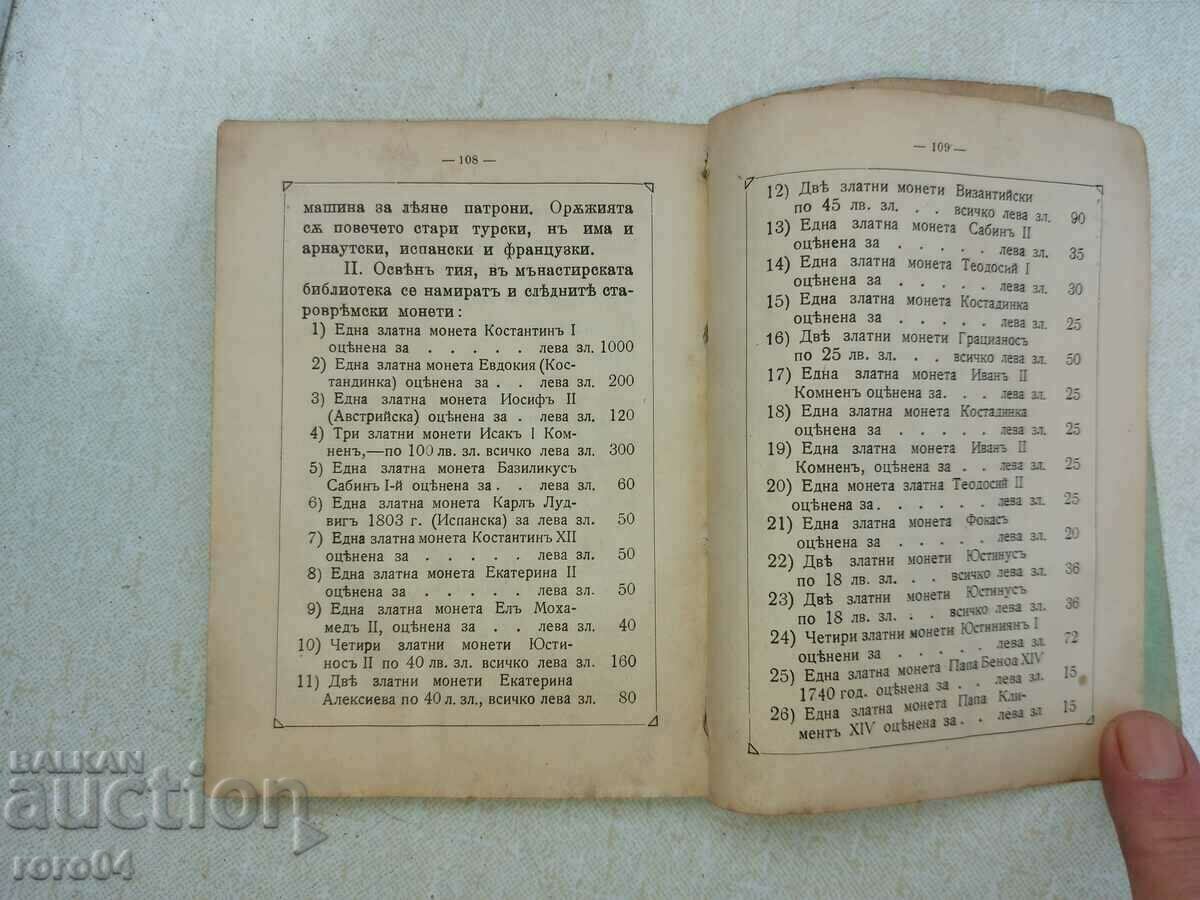 — 108 —
машина за лѣяне патрони. Орѫжията
сѫ повечето стари турски, нъ има и
арнаутски, испански и французки.
II. Освѣнъ тия, въ мънастирската
библиотека се намиратъ и слѣднитѣ ста-
роврѣмски монети:
1) Една златна монета Костантинъ I
оцѣнена за . . . . . лева зл. 1000
2) Една златна монета Евдокия (Кос-
тандинка) оцѣнена за . . лева зл. 200
3) Една златна монета Иосифъ II
(Австрийска) оцѣнена за . лева зл. 120
4) Три златни монети Исакъ I Ком-
ненъ,—по 100 лв. зл. всичко лева зл. 300
5) Една златна монета Базиликусъ
Сабинъ I-й оцѣнена за. . лева зл. 60
6) Една златна монета Карлъ Луд-
вигъ 1803 г. (Испанска) за лева зл. 50
7) Една златна монета Костантинъ XII
оцѣнена за . . . . . лева зл. 50
8) Една златна монета Екатерина II
оцѣнена за . . . . . лева зл. 50
9) Една златна монета Елъ Моха-
медъ II, оцѣнена за . . лева зл. 40
10) Четири златни монети Юсти-
носъ II по 40 лв. зл. всичко лева зл. 160
11) Двѣ златни монети Екатерина
Алексиева по 40 л. зл., всичко лева зл. 80
— 109 —
12) Двѣ златни монети Византийски
по 45 лв. зл. . . всичко лева зл. 90
13) Една златна монета Сабинъ II
оцѣнена за . . . . . лева зл. 35
14) Една златна монета Теодосий I
оцѣнена за . . . . . лева зл. 30
15) Една златна монета Костадинка
оцѣнена за . . . . . лева зл. 25
16) Двѣ златни монети Грацианосъ
по 25 лв. зл. . . всичко лева зл. 50
17) Една златна монета Иванъ II
Комненъ оцѣнена за. . . лева зл. 25
18) Една златна монета Костадинка
оцѣнена за . . . . . лева зл. 25
19) Една златна монета Иванъ II
Комненъ, оцѣнена за . . лева зл. 25
20) Една монета златна Теодосий II
оцѣнена за. . . . . лева зл. 25
21) Една златна монета Фокасъ
оцѣнена за . . . . . лева зл. 20
22) Двѣ златни монети Юстинусъ
по 18 лв. зл. . . всичко лева зл. 36
23) Двѣ златни монети Юстинусъ
по 18 лв. зл. . . всичко лева зл. 36
24) Четири златни монети Юстиниянъ I
оцѣнени за . . . . . лева зл. 72
25) Една златна монета Папа Беноа XIV
1740 год. оцѣнена за . . лева зл. 15
26) Една златна монета Папа Кли-
ментъ XIV оцѣнена за. . лева зл 15
BALKAN
auction
roro04